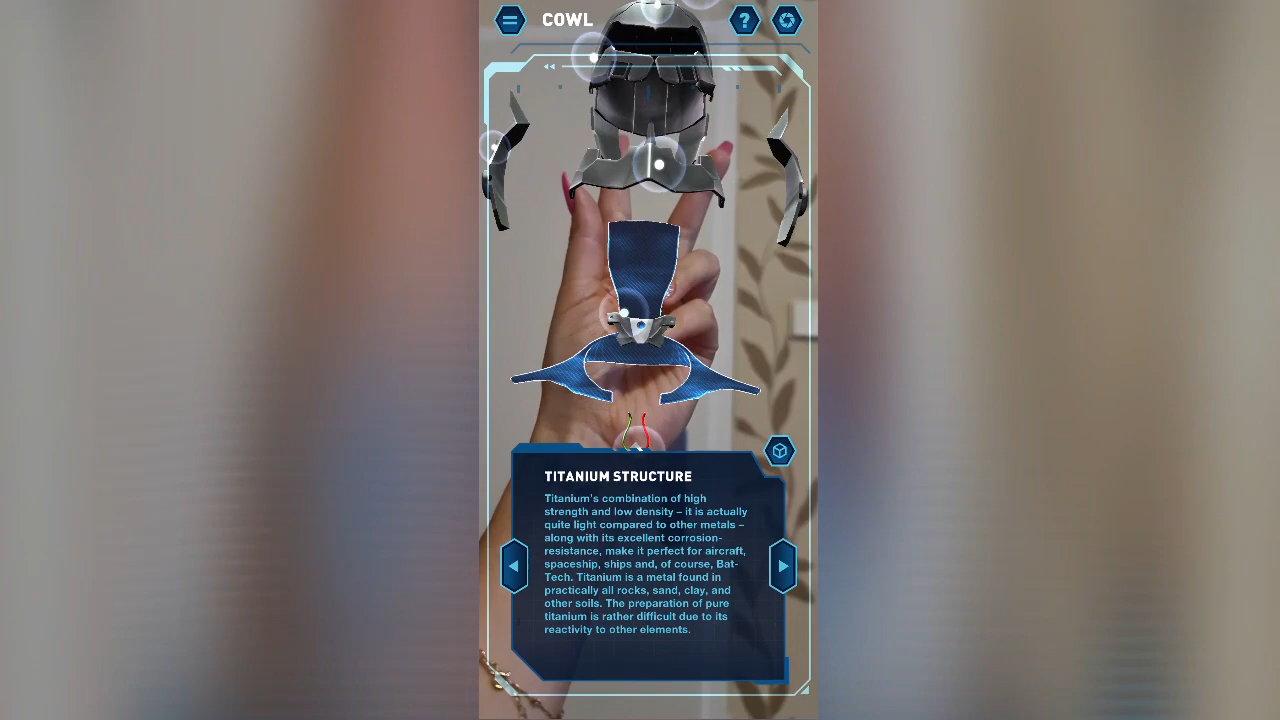 COWL
?
TITANIUM STRUCTURE
Titanium's combination of high
strength and low density – it is actually
quite light compared to other metals –
along with its excellent corrosion-
resistance, make it perfect for aircraft,
spaceship, ships and, of course, Bat-
Tech. Titanium is a metal found in
practically all rocks, sand, clay, and
other soils. The preparation of pure
titanium is rather difficult due to its
reactivity to other elements.